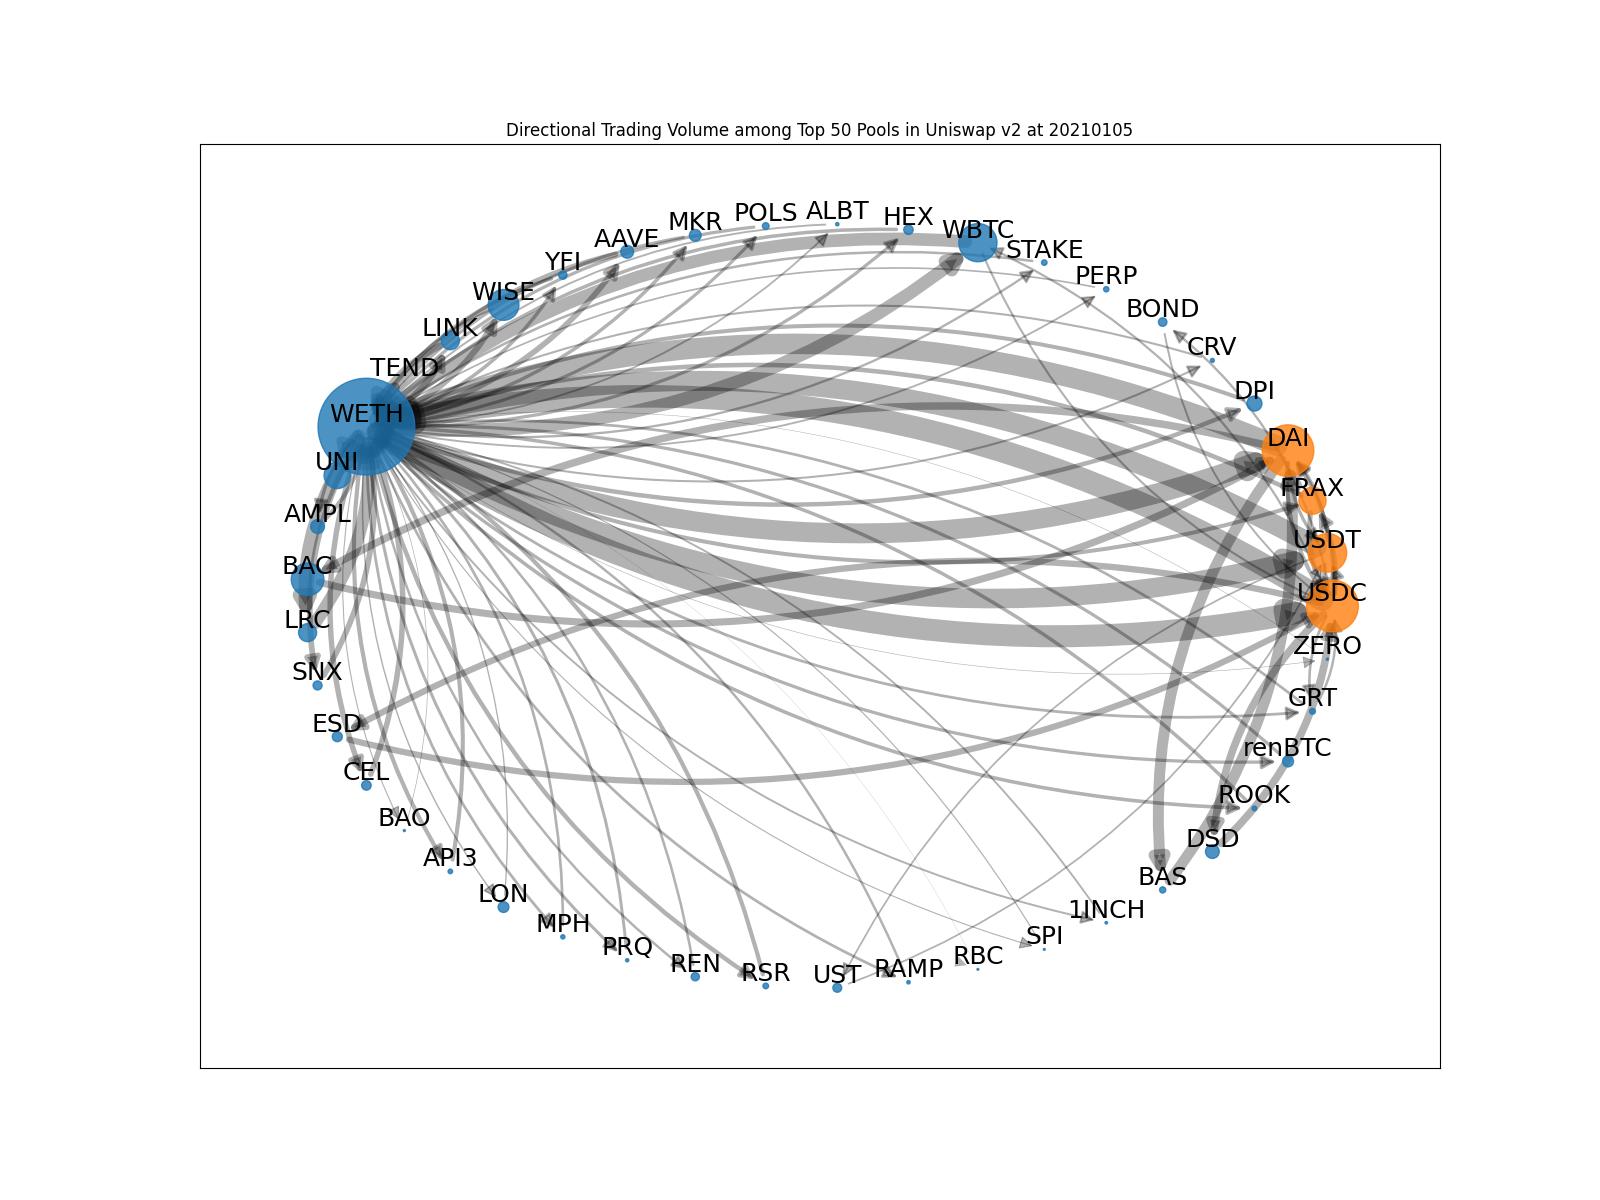 Directional Trading Volume among Top 50 Pools in Uniswap v2 at 20210105
POLS
ALBT
HEX
MKR
WBTC
AAVE
STAKE
YFI
PERP
WISE
BOND
LINK
CRV
TEND
DPI
WETH
DAI
UNI
FRAX
AMPL
USDT
BAC
USDC
LRC
ZERO
SNX
GRT
ESD
renBTC
CEL
ROOK
BAO
DSD
API3
BAS
LON
1INCH
MPH
SPI
PRQ
RBC
REN
RSR
UST
RAMP